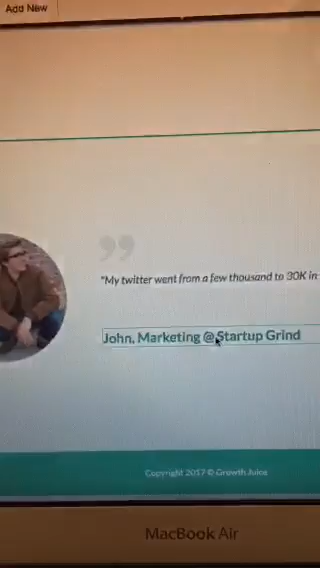 Add New
"My twitter went from a few thousand to 30K in
John, Marketing @ Startup Grind
Copyright 2017 © Growth Juice
MacBook Air